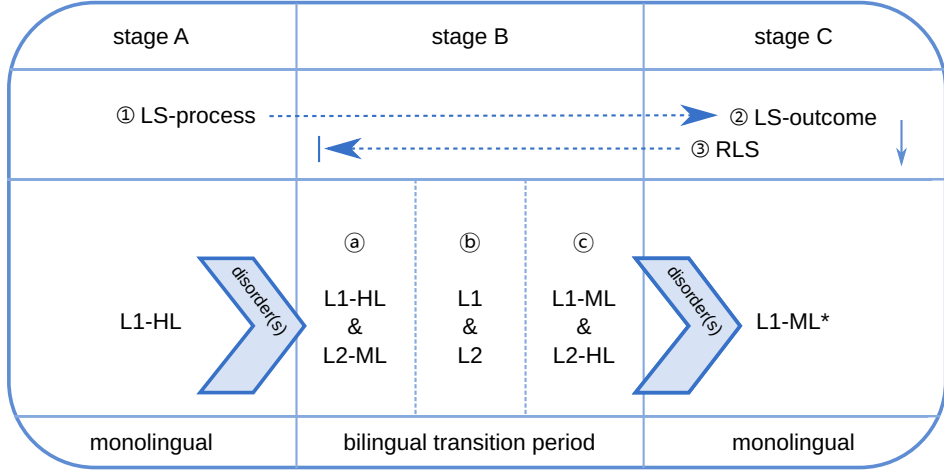 stage A
stage B
stage C
① LS-process
② LS-outcome
③ RLS
ⓐ
ⓑ
ⓒ
disorder(s)
disorder(s)
L1-HL
L1-HL
&
L2-ML
L1
&
L2
L1-ML
&
L2-HL
L1-ML*
monolingual
bilingual transition period
monolingual